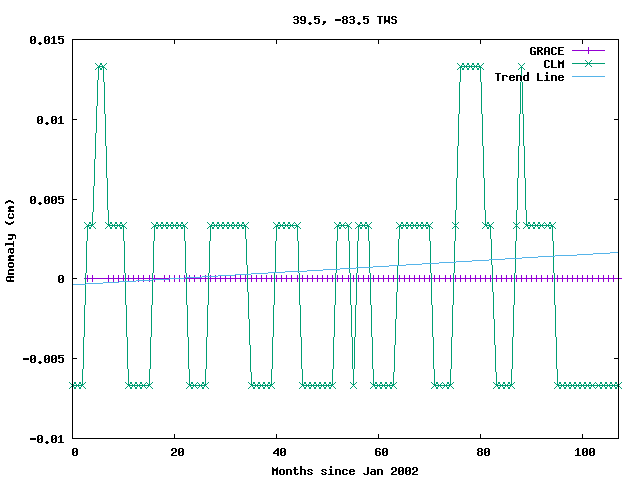 39.5, -83.5 TWS
0.015
0.01
0.005
0
-0.005
-0.01
Anomaly (cm)
GRACE
CLM
Trend Line
0 20 40 60 80 100
Months since Jan 2002